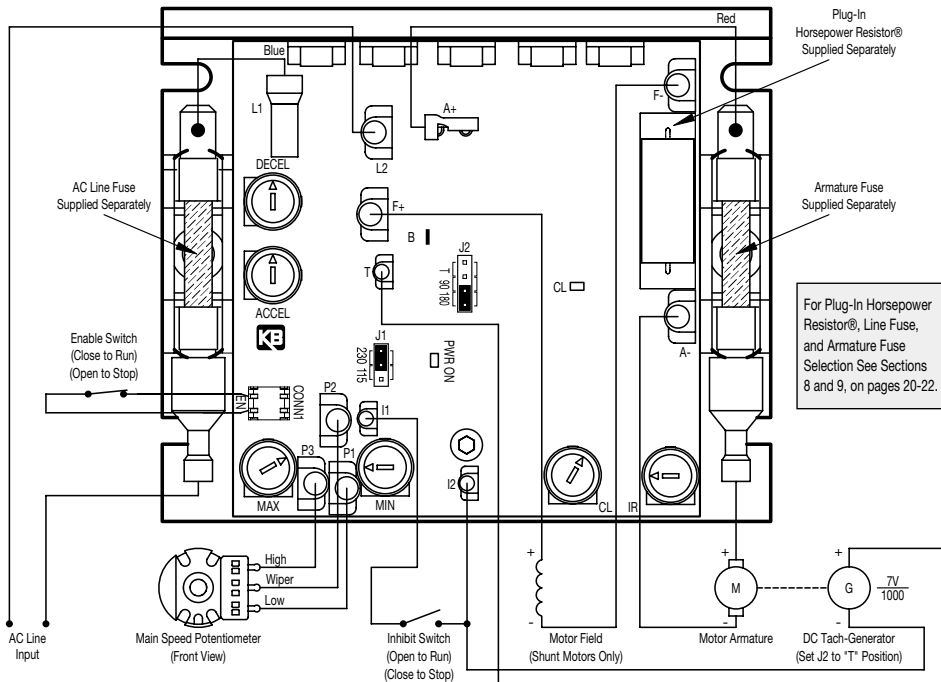 Plug-In
Horsepower Resistor®
Supplied Separately
Red
Blue
L1
A+
F-
L2
DECEL
AC Line Fuse
Supplied Separately
Armature Fuse
Supplied Separately
F+
B
J2
T 90 180
T
CL
ACCEL
KB
For Plug-In Horsepower
Resistor®, Line Fuse,
and Armature Fuse
Selection See Sections
8 and 9, on pages 20-22.
Enable Switch
(Close to Run)
(Open to Stop)
J1
230 115
PWR ON
A-
EN
CONN1
P2
I1
P3
P1
I2
MAX
MIN
CL
IR
High
Wiper
Low
+
-
+
M
-
+
G
-
7V
1000
AC Line
Input
Main Speed Potentiometer
(Front View)
Inhibit Switch
(Open to Run)
(Close to Stop)
Motor Field
(Shunt Motors Only)
Motor Armature
DC Tach-Generator
(Set J2 to "T" Position)